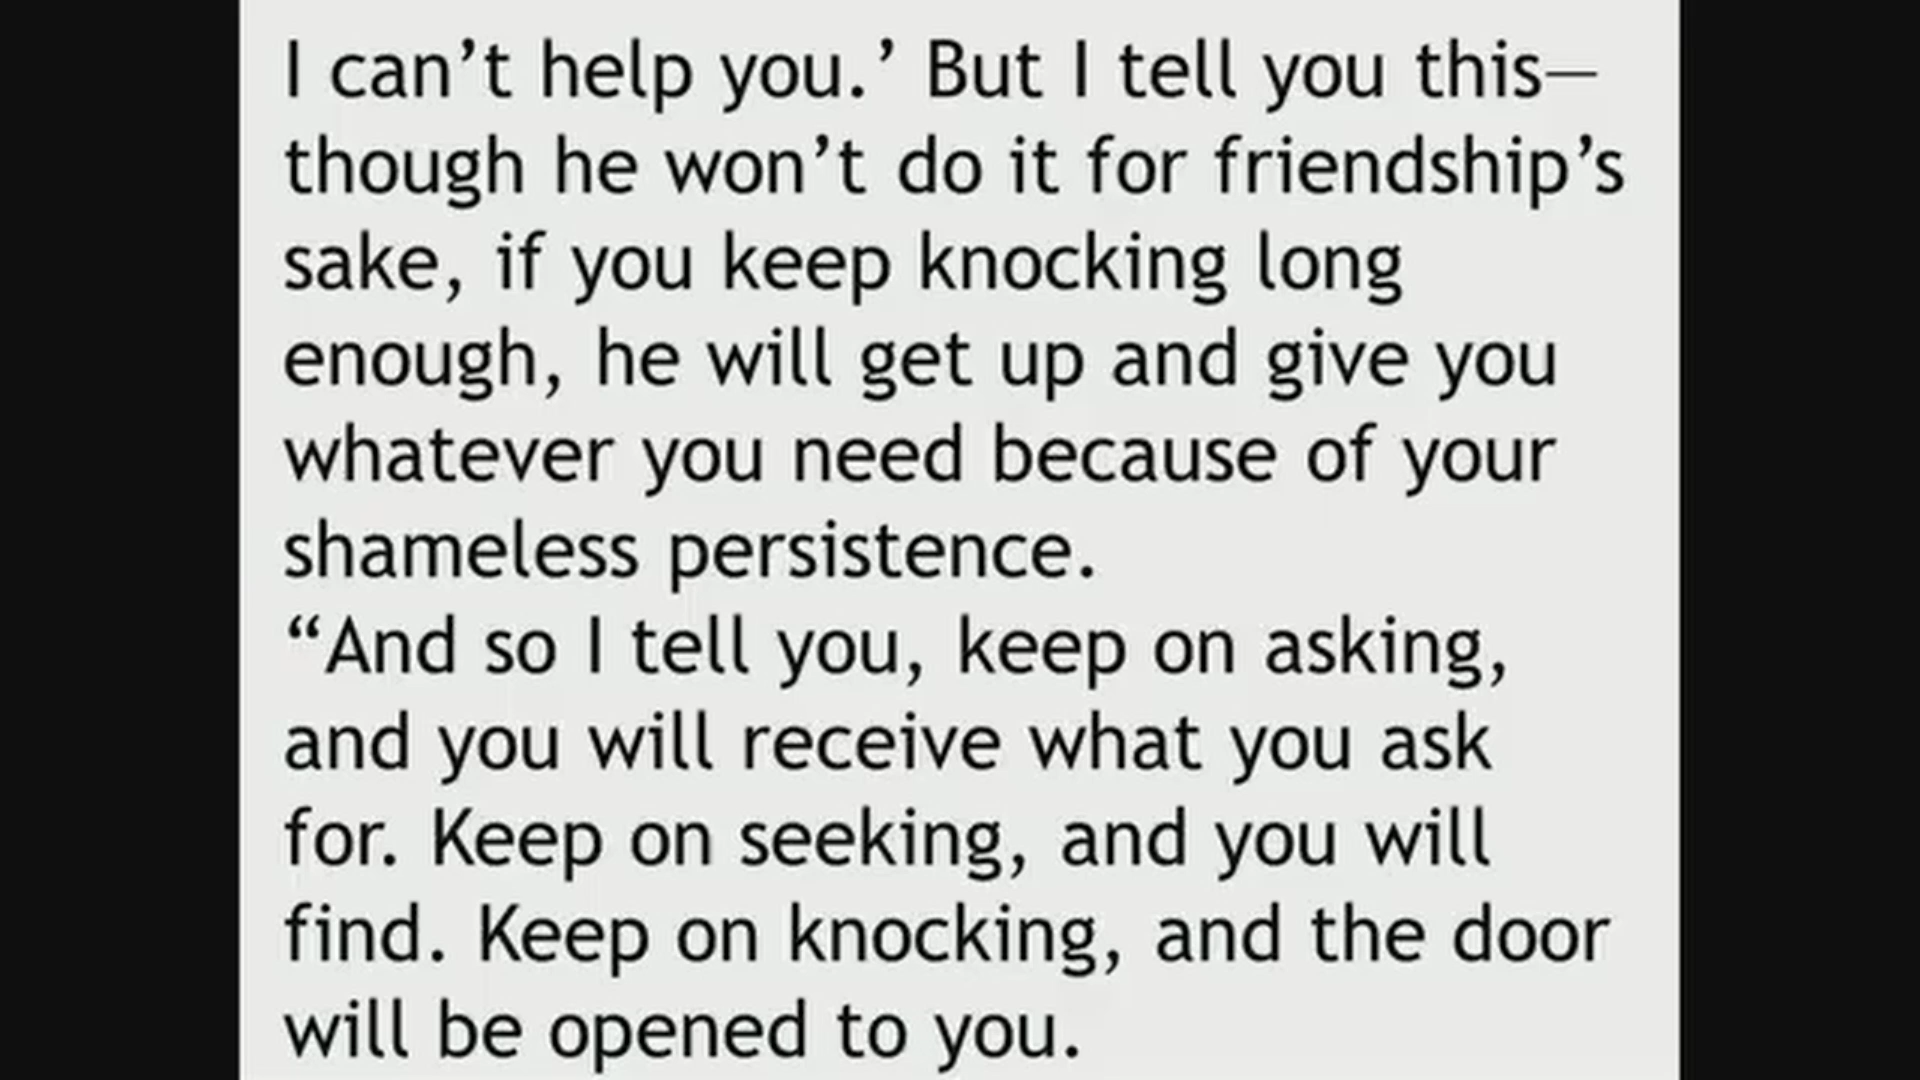 I can’t help you.’ But I tell you this—
though he won’t do it for friendship’s
sake, if you keep knocking long
enough, he will get up and give you
whatever you need because of your
shameless persistence.
“And so I tell you, keep on asking,
and you will receive what you ask
for. Keep on seeking, and you will
find. Keep on knocking, and the door
will be opened to you.